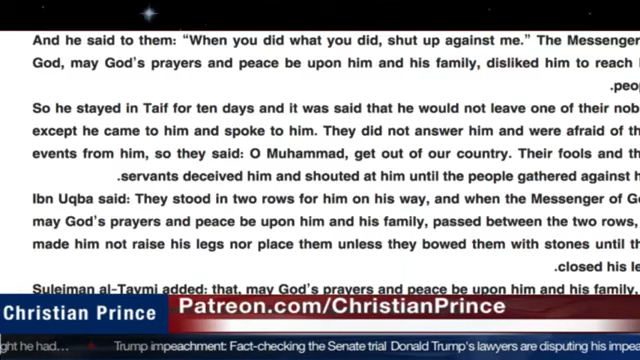 And he said to them: “When you did what you did, shut up against me.” The Messenger
God, may God’s prayers and peace be upon him and his family, disliked him to reach
.peop
So he stayed in Taif for ten days and it was said that he would not leave one of their nob
except he came to him and spoke to him. They did not answer him and were afraid of th
events from him, so they said: O Muhammad, get out of our country. Their fools and th
.servants deceived him and shouted at him until the people gathered against h
Ibn Uqba said: They stood in two rows for him on his way, and when the Messenger of Go
may God’s prayers and peace be upon him and his family, passed between the two rows,
made him not raise his legs nor place them unless they bowed them with stones until th
.closed his le
Suleiman al-Taymi added: that, may God’s prayers and peace be upon him and his family,
Christian Prince
Patreon.com/ChristianPrince
ght he had... Trump impeachment: Fact-checking the Senate trial Donald Trump's lawyers are disputing his impea